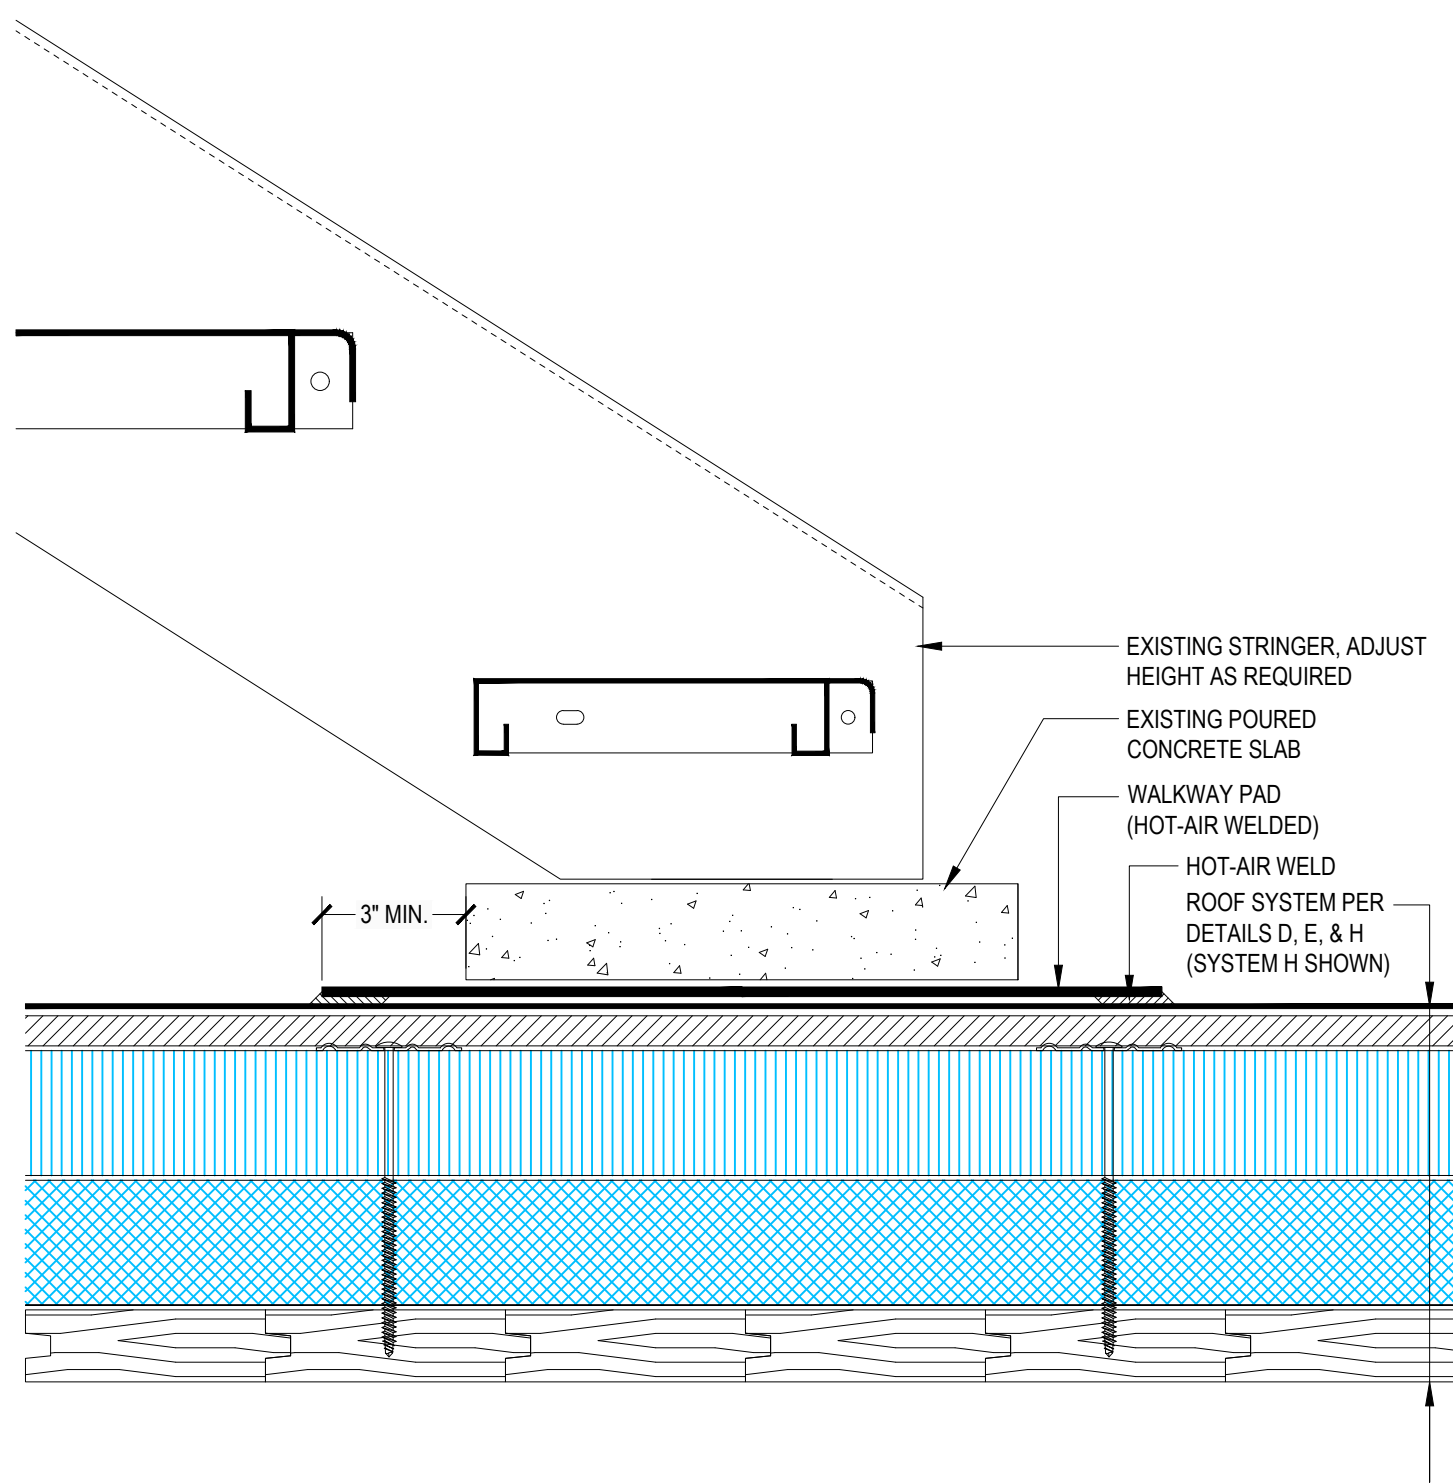 EXISTING STRINGER, ADJUST
HEIGHT AS REQUIRED
EXISTING POURED
CONCRETE SLAB
WALKWAY PAD
(HOT-AIR WELDED)
HOT-AIR WELD
3" MIN.
ROOF SYSTEM PER
DETAILS D, E, & H
(SYSTEM H SHOWN)